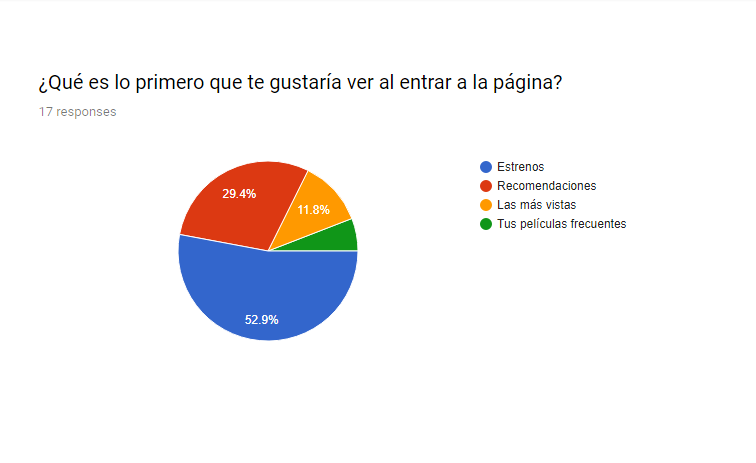 ¿Qué es lo primero que te gustaría ver al entrar a la página?
17 responses
29.4%
11.8%
52.9%
Estrenos
Recomendaciones
Las más vistas
Tus películas frecuentes